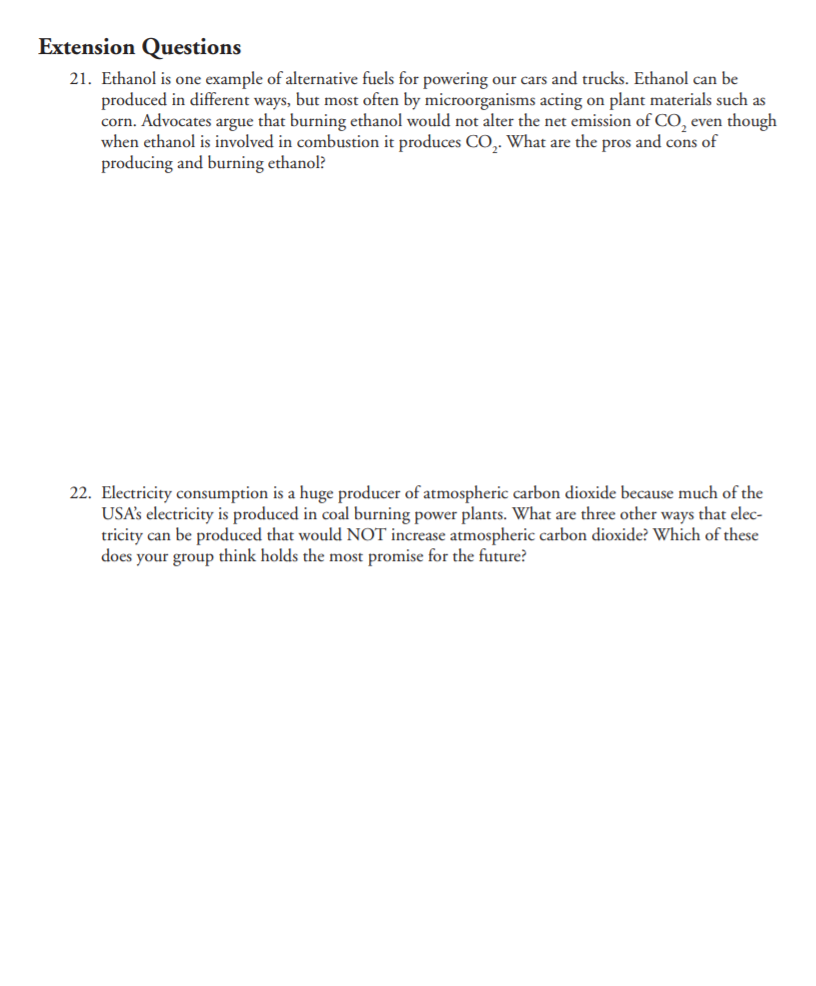 Extension Questions
21. Ethanol is one example of alternative fuels for powering our cars and trucks. Ethanol can be
produced in different ways, but most often by microorganisms acting on plant materials such as
corn. Advocates argue that burning ethanol would not alter the net emission of CO₂ even though
when ethanol is involved in combustion it produces CO₂. What are the pros and cons of
producing and burning ethanol?
22. Electricity consumption is a huge producer of atmospheric carbon dioxide because much of the
USA's electricity is produced in coal burning power plants. What are three other ways that elec-
tricity can be produced that would NOT increase atmospheric carbon dioxide? Which of these
does your group think holds the most promise for the future?